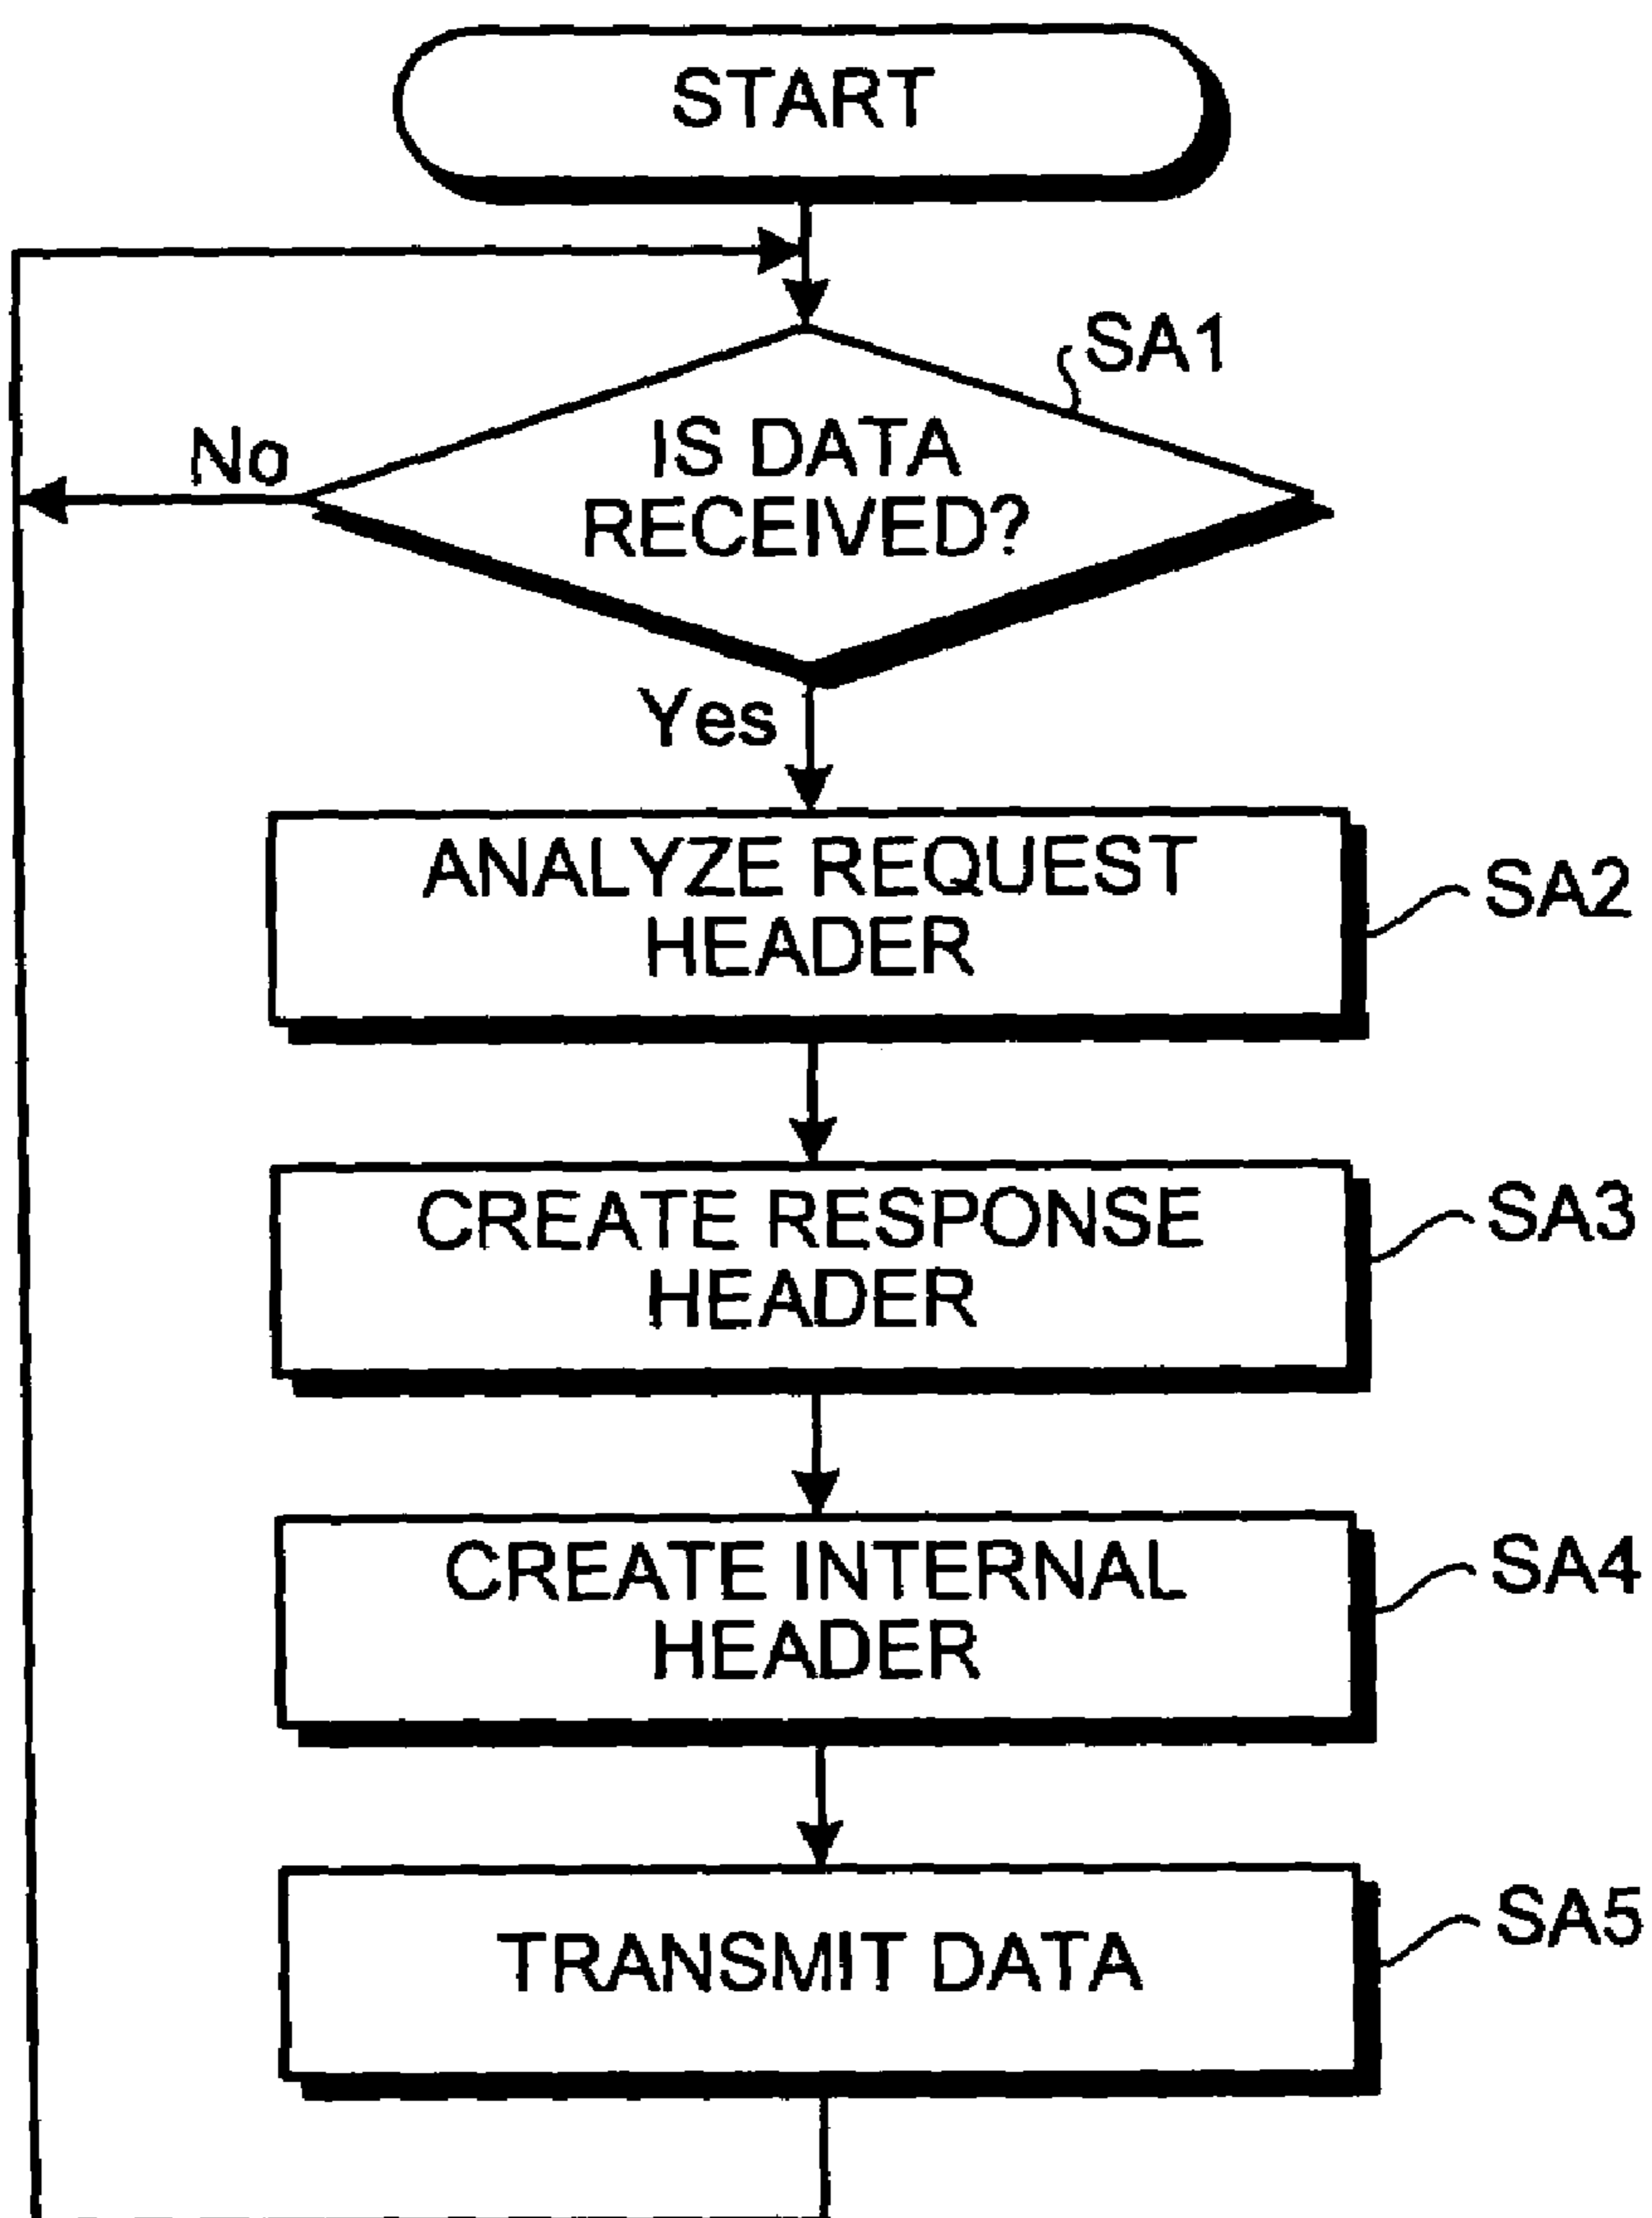 START
SA1
IS DATA
RECEIVED?
No
Yes
ANALYZE REQUEST
HEADER
SA2
CREATE RESPONSE
HEADER
SA3
CREATE INTERNAL
HEADER
SA4
TRANSMIT DATA
SA5